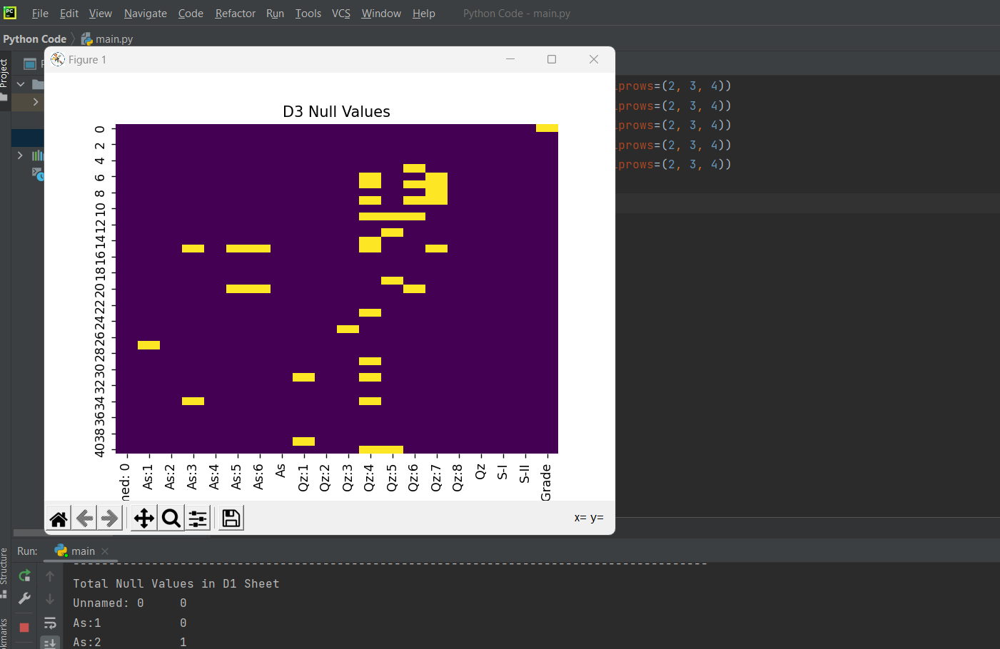 PC File Edit View Navigate Code Refactor Run Tools VCS Window Help Python Code - main.py
Python Code main.py
Project
Figure 1
prows=(2, 3, 4))
prows=(2, 3, 4))
prows=(2, 3, 4))
prows=(2, 3, 4))
prows=(2, 3, 4))
D3 Null Values
0
2
4
6
8
10
12
14
16
18
20
22
24
26
28
30
32
34
36
38
40
ned: 0 As:1 As:2 As:3 As:4 As:5 As:6 As Qz:1 Qz:2 Qz:3 Qz:4 Qz:5 Qz:6 Qz:7 Qz:8 Qz S-I S-II Grade
x= y=
Run: main
Structure
Total Null Values in D1 Sheet
Unnamed: 0 0
As:1 0
As:2 1
kmarks